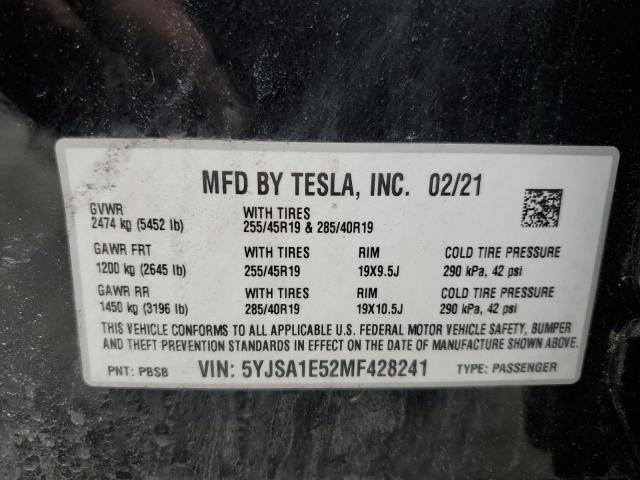 MFD BY TESLA, INC. 02/21
GVWR WITH TIRES
2474 kg (5452 lb) 255/45R19 & 285/40R19
GAWR FRT RIM COLD TIRE PRESSURE
1200 kg (2645 lb) 255/45R19 19X9.5J 290 kPa, 42 psi
GAWR RR WITH TIRES RIM COLD TIRE PRESSURE
1450 kg (3196 lb) 285/40R19 19X10.5J 290 kPa, 42 psi
THIS VEHICLE CONFORMS TO ALL APPLICABLE U.S. FEDERAL MOTOR VEHICLE SAFETY, BUMPER
AND THEFT PREVENTION STANDARDS IN EFFECT ON THE DATE OF MANUFACTURE SHOWN ABOVE.
PNT: PBSB VIN: 5YJSA1E52MF428241 TYPE: PASSENGER